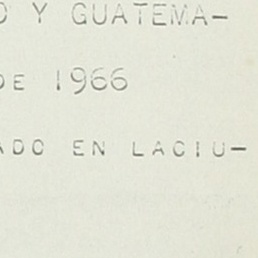 Y GUATEMA-
DE 1966
ADO EN LACIU-